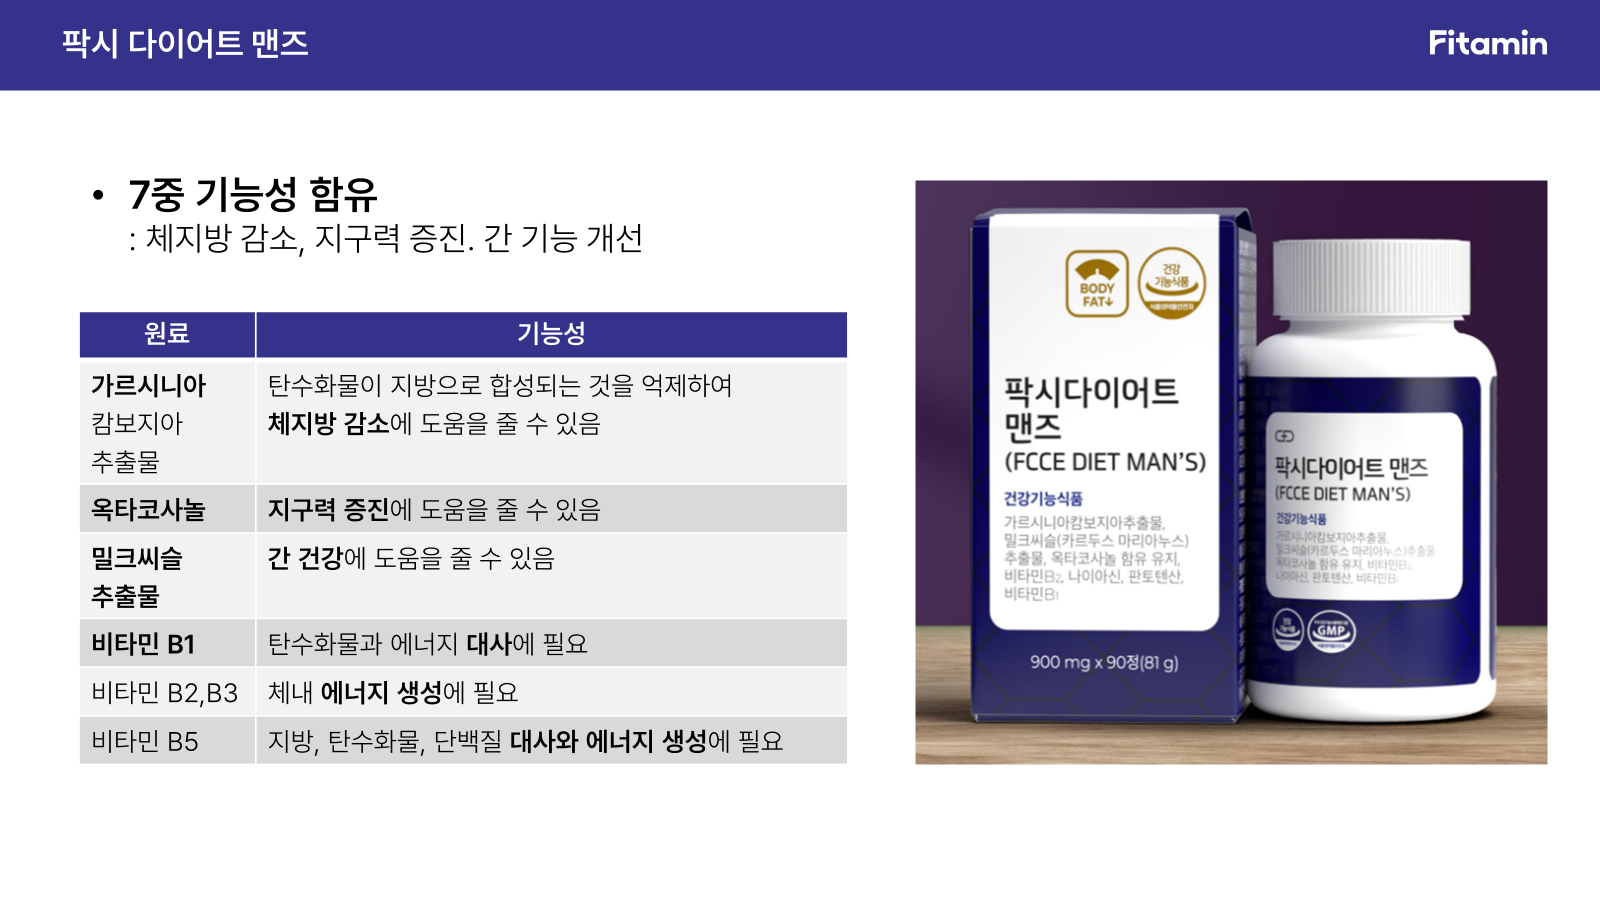 팍시 다이어트 맨즈
Fitamin
• 7중 기능성 함유
: 체지방 감소, 지구력 증진. 간 기능 개선
원료 기능성
가르시니아
캄보지아
추출물
탄수화물이 지방으로 합성되는 것을 억제하여
체지방 감소에 도움을 줄 수 있음
옥타코사놀 지구력 증진에 도움을 줄 수 있음
밀크씨슬
추출물
간 건강에 도움을 줄 수 있음
비타민 B1 탄수화물과 에너지 대사에 필요
비타민 B2,B3 체내 에너지 생성에 필요
비타민 B5 지방, 탄수화물, 단백질 대사와 에너지 생성에 필요
BODY
FAT↓
건강
기능식품
팍시다이어트
맨즈
(FCCE DIET MAN'S)
건강기능식품
가르시니아캄보지아추출물,
밀크씨슬(카르두스 마리아누스)
추출물, 옥타코사놀 함유 유지,
비타민B2, 나이아신, 판토텐산,
비타민B1
900 mg x 90정(81 g)
팍시다이어트 맨즈
(FCCE DIET MAN'S)
건강기능식품
가르시니아캄보지아추출물,
밀크씨슬(카르두스 마리아누스)추출물,
옥타코사놀 함유 유지, 비타민B2,
나이아신, 판토텐산, 비타민B1
GMP